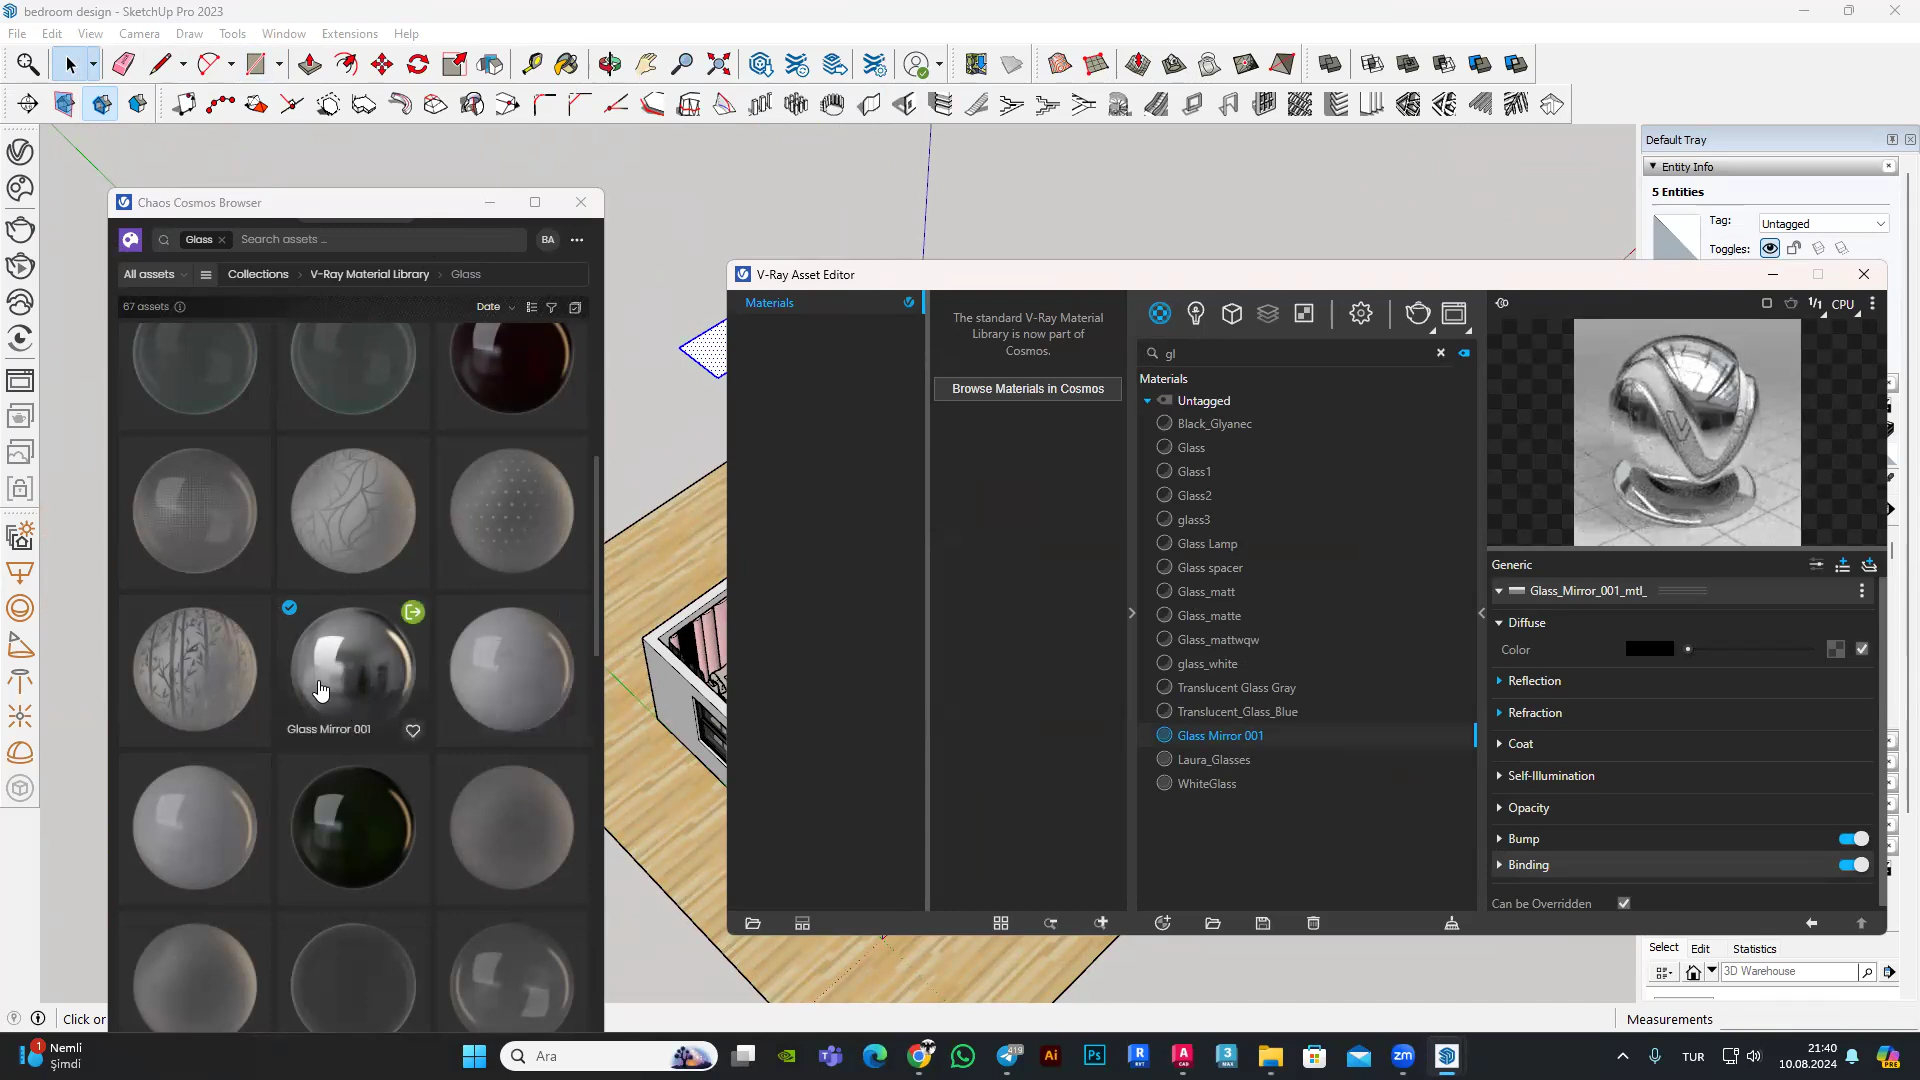 bedroom design - SketchUp Pro 2023
File Edit View Camera Draw Tools Window Extensions Help
Default Tray
Entity Info
5 Entities
Tag: Untagged
Toggles:
Chaos Cosmos Browser
Glass Search assets ... BA
All assets Collections V-Ray Material Library Glass
67 assets Date
Glass Mirror 001
V-Ray Asset Editor
Materials
The standard V-Ray Material
Library is now part of
Cosmos.
Browse Materials in Cosmos
gl
Materials
Untagged
Black_Glyanec
Glass
Glass1
Glass2
glass3
Glass Lamp
Glass spacer
Glass_matt
Glass_matte
Glass_mattwqw
glass_white
Translucent Glass Gray
Translucent_Glass_Blue
Glass Mirror 001
Laura_Glasses
WhiteGlass
1/1 CPU
Generic
Glass_Mirror_001_mtl_
Diffuse
Color
Reflection
Refraction
Coat
Self-Illumination
Opacity
Bump
Binding
Can be Overridden
Select Edit Statistics
3D Warehouse
Click or
Measurements
1 Nemli
Şimdi
Ara
419
TUR
21:40
10.08.2024
PRE